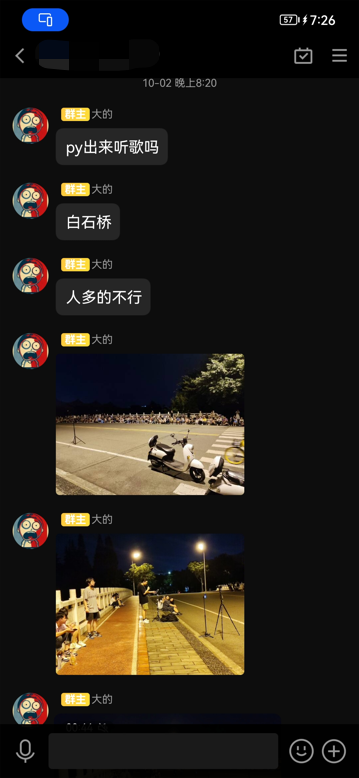 57 7:26
10-02 晚上8:20
群主 大的
py出来听歌吗
群主 大的
白石桥
群主 大的
人多的不行
群主 大的
群主 大的
群主 大的